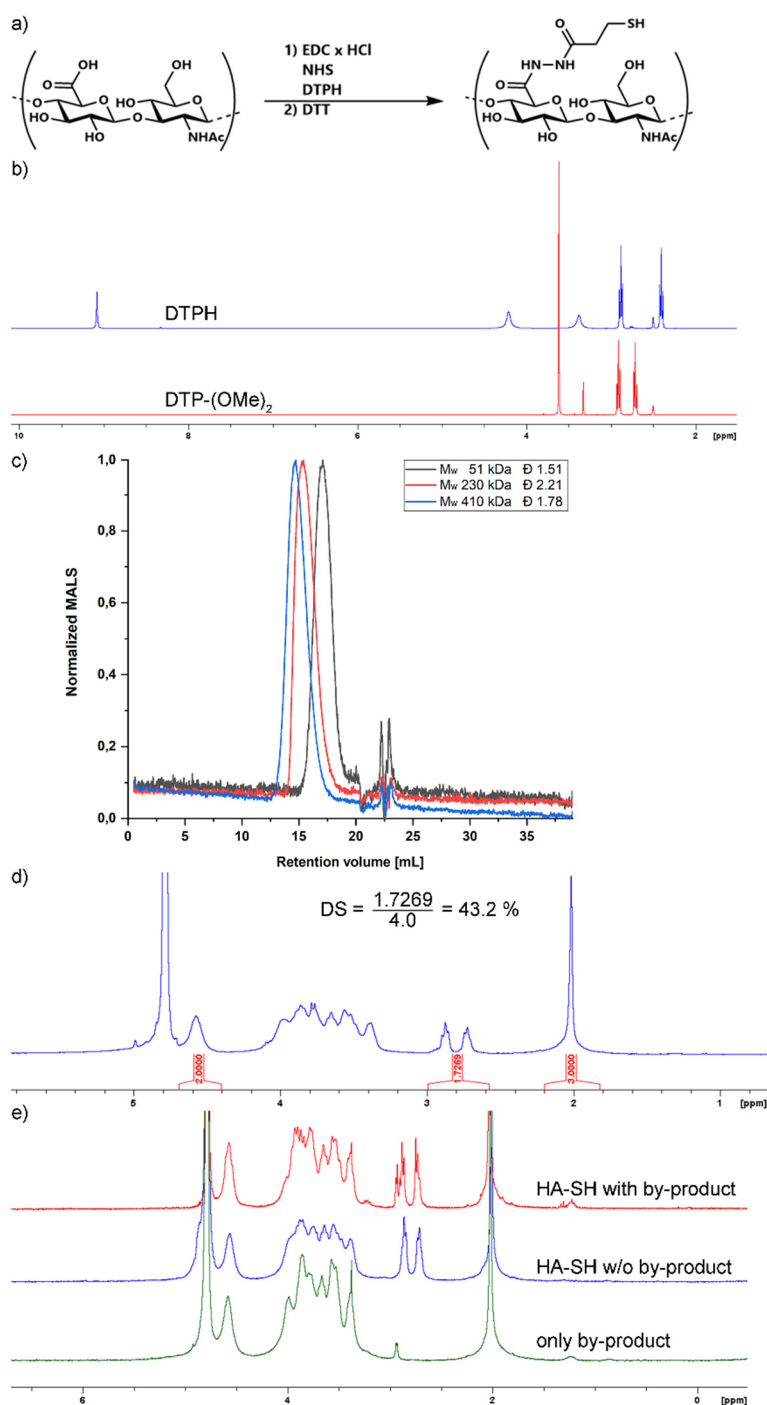 a)
O
SH
O
OH
OH
O
HO
HO
O
O
HO
O
O
NHAc
1) EDC x HCl
NHS
DTPH
2) DTT
O
NH-NH
OH
O
HO
HO
O
O
HO
O
O
NHAc
b)
DTPH
DTP-(OMe)2
10 8 6 4 2 [ppm]
c)
Mw 51 kDa Đ 1.51
Mw 230 kDa Đ 2.21
Mw 410 kDa Đ 1.78
1,0
0,8
0,6
0,4
0,2
0,0
Normalized MALS
0 5 10 15 20 25 30 35
Retention volume [mL]
d)
DS = 1.7269 / 4.0 = 43.2 %
2.0000
1.7269
3.0000
5 4 3 2 1 [ppm]
e)
HA-SH with by-product
HA-SH w/o by-product
only by-product
6 4 2 0 [ppm]